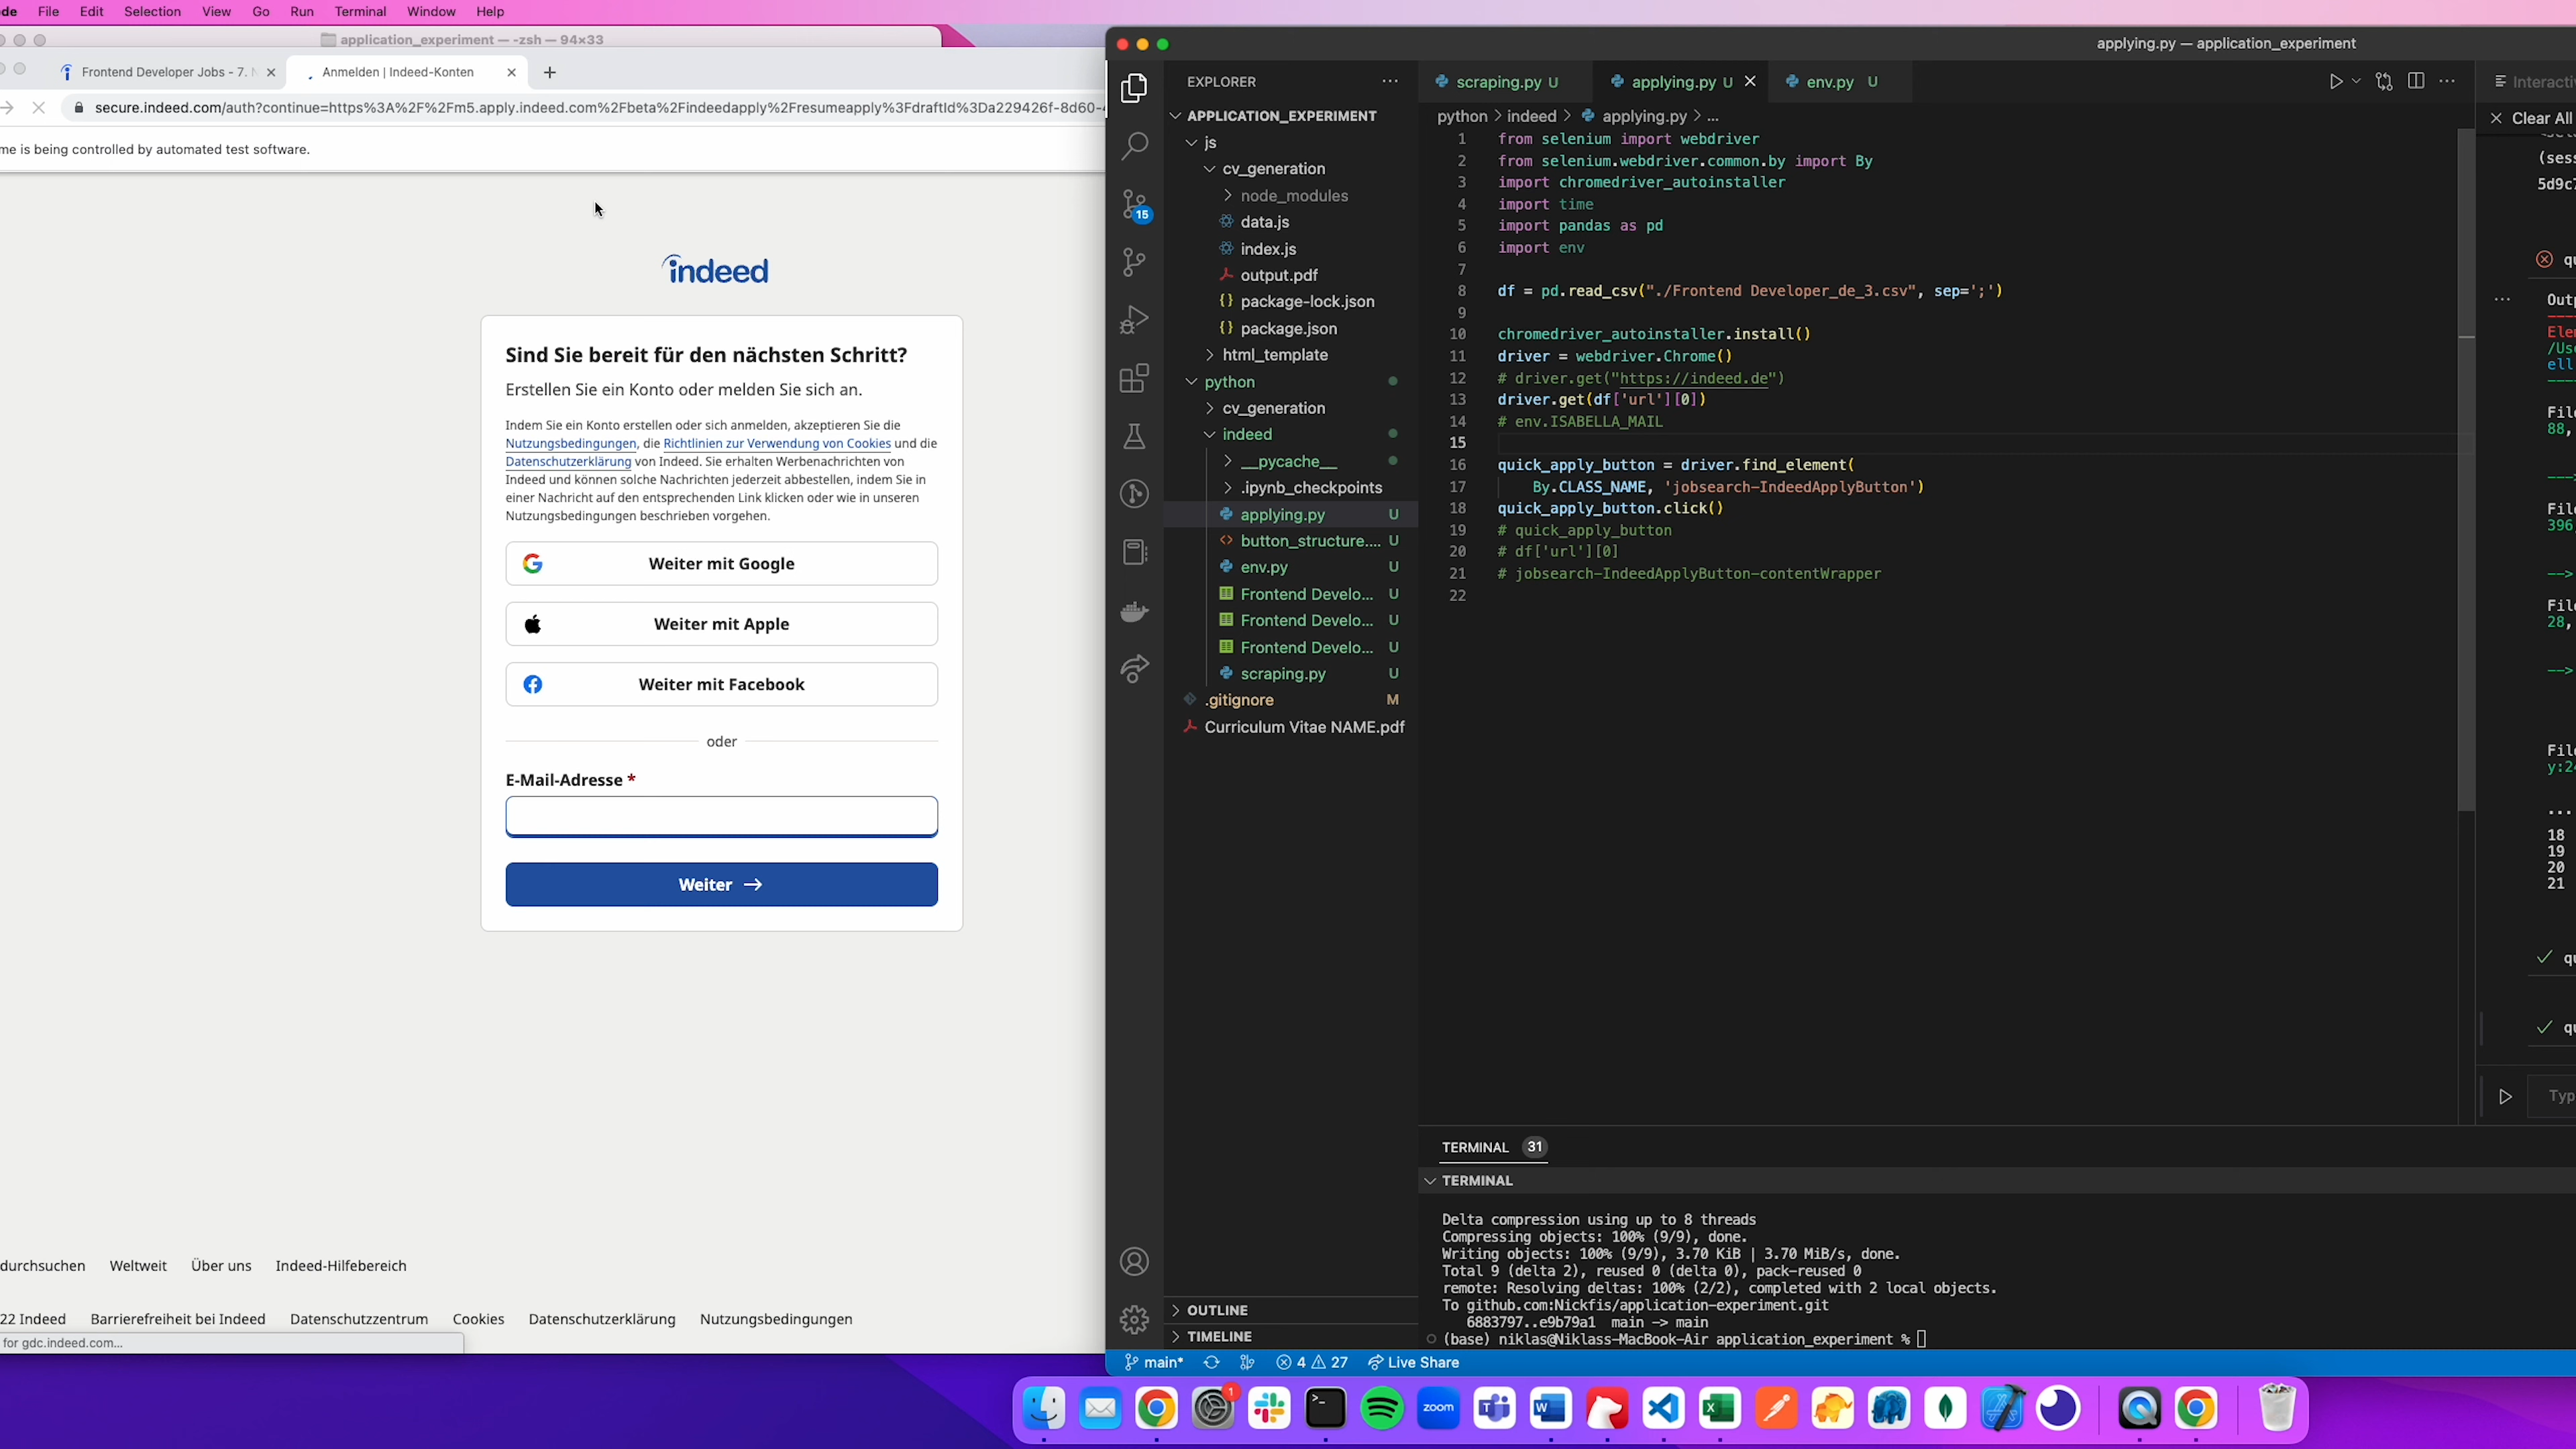 File Edit Selection View Go Run Terminal Window Help
application_experiment — -zsh — 94×33
Frontend Developer Jobs - 7.
Anmelden | Indeed-Konten
secure.indeed.com/auth?continue=https%3A%2F%2Fm5.apply.indeed.com%2Fbeta%2Findeedapply%2Fresumeapply%3FdraftId%3Da229426f-8d60-
me is being controlled by automated test software.
indeed
Sind Sie bereit für den nächsten Schritt?
Erstellen Sie ein Konto oder melden Sie sich an.
Indem Sie ein Konto erstellen oder sich anmelden, akzeptieren Sie die
Nutzungsbedingungen, die Richtlinien zur Verwendung von Cookies und die
Datenschutzerklärung von Indeed. Sie erhalten Werbenachrichten von
Indeed und können solche Nachrichten jederzeit abbestellen, indem Sie in
einer Nachricht auf den entsprechenden Link klicken oder wie in unseren
Nutzungsbedingungen beschrieben vorgehen.
Weiter mit Google
Weiter mit Apple
Weiter mit Facebook
oder
E-Mail-Adresse *
Weiter →
durchsuchen Weltweit Über uns Indeed-Hilfebereich
22 Indeed Barrierefreiheit bei Indeed Datenschutzzentrum Cookies Datenschutzerklärung Nutzungsbedingungen
for gdc.indeed.com...
applying.py — application_experiment
EXPLORER
APPLICATION_EXPERIMENT
js
cv_generation
node_modules
data.js
index.js
output.pdf
package-lock.json
package.json
html_template
python
cv_generation
indeed
__pycache__
.ipynb_checkpoints
applying.py U
button_structure.... U
env.py U
Frontend Develo... U
Frontend Develo... U
Frontend Develo... U
scraping.py U
.gitignore M
Curriculum Vitae NAME.pdf
OUTLINE
TIMELINE
15
scraping.py U
applying.py U
env.py U
python > indeed > applying.py > ...
1 from selenium import webdriver
2 from selenium.webdriver.common.by import By
3 import chromedriver_autoinstaller
4 import time
5 import pandas as pd
6 import env
7
8 df = pd.read_csv("./Frontend Developer_de_3.csv", sep=';')
9
10 chromedriver_autoinstaller.install()
11 driver = webdriver.Chrome()
12 # driver.get("https://indeed.de")
13 driver.get(df['url'][0])
14 # env.ISABELLA_MAIL
15
16 quick_apply_button = driver.find_element(
17 By.CLASS_NAME, 'jobsearch-IndeedApplyButton')
18 quick_apply_button.click()
19 # quick_apply_button
20 # df['url'][0]
21 # jobsearch-IndeedApplyButton-contentWrapper
22
Clear All
5d9c7
88,
396
28,
18
19
20
21
TERMINAL 31
TERMINAL
Delta compression using up to 8 threads
Compressing objects: 100% (9/9), done.
Writing objects: 100% (9/9), 3.70 KiB | 3.70 MiB/s, done.
Total 9 (delta 2), reused 0 (delta 0), pack-reused 0
remote: Resolving deltas: 100% (2/2), completed with 2 local objects.
To github.com:Nickfis/application-experiment.git
6883797..e9b79a1 main -> main
(base) niklas@Niklass-MacBook-Air application_experiment %
main* 4 27 Live Share
1
zoom